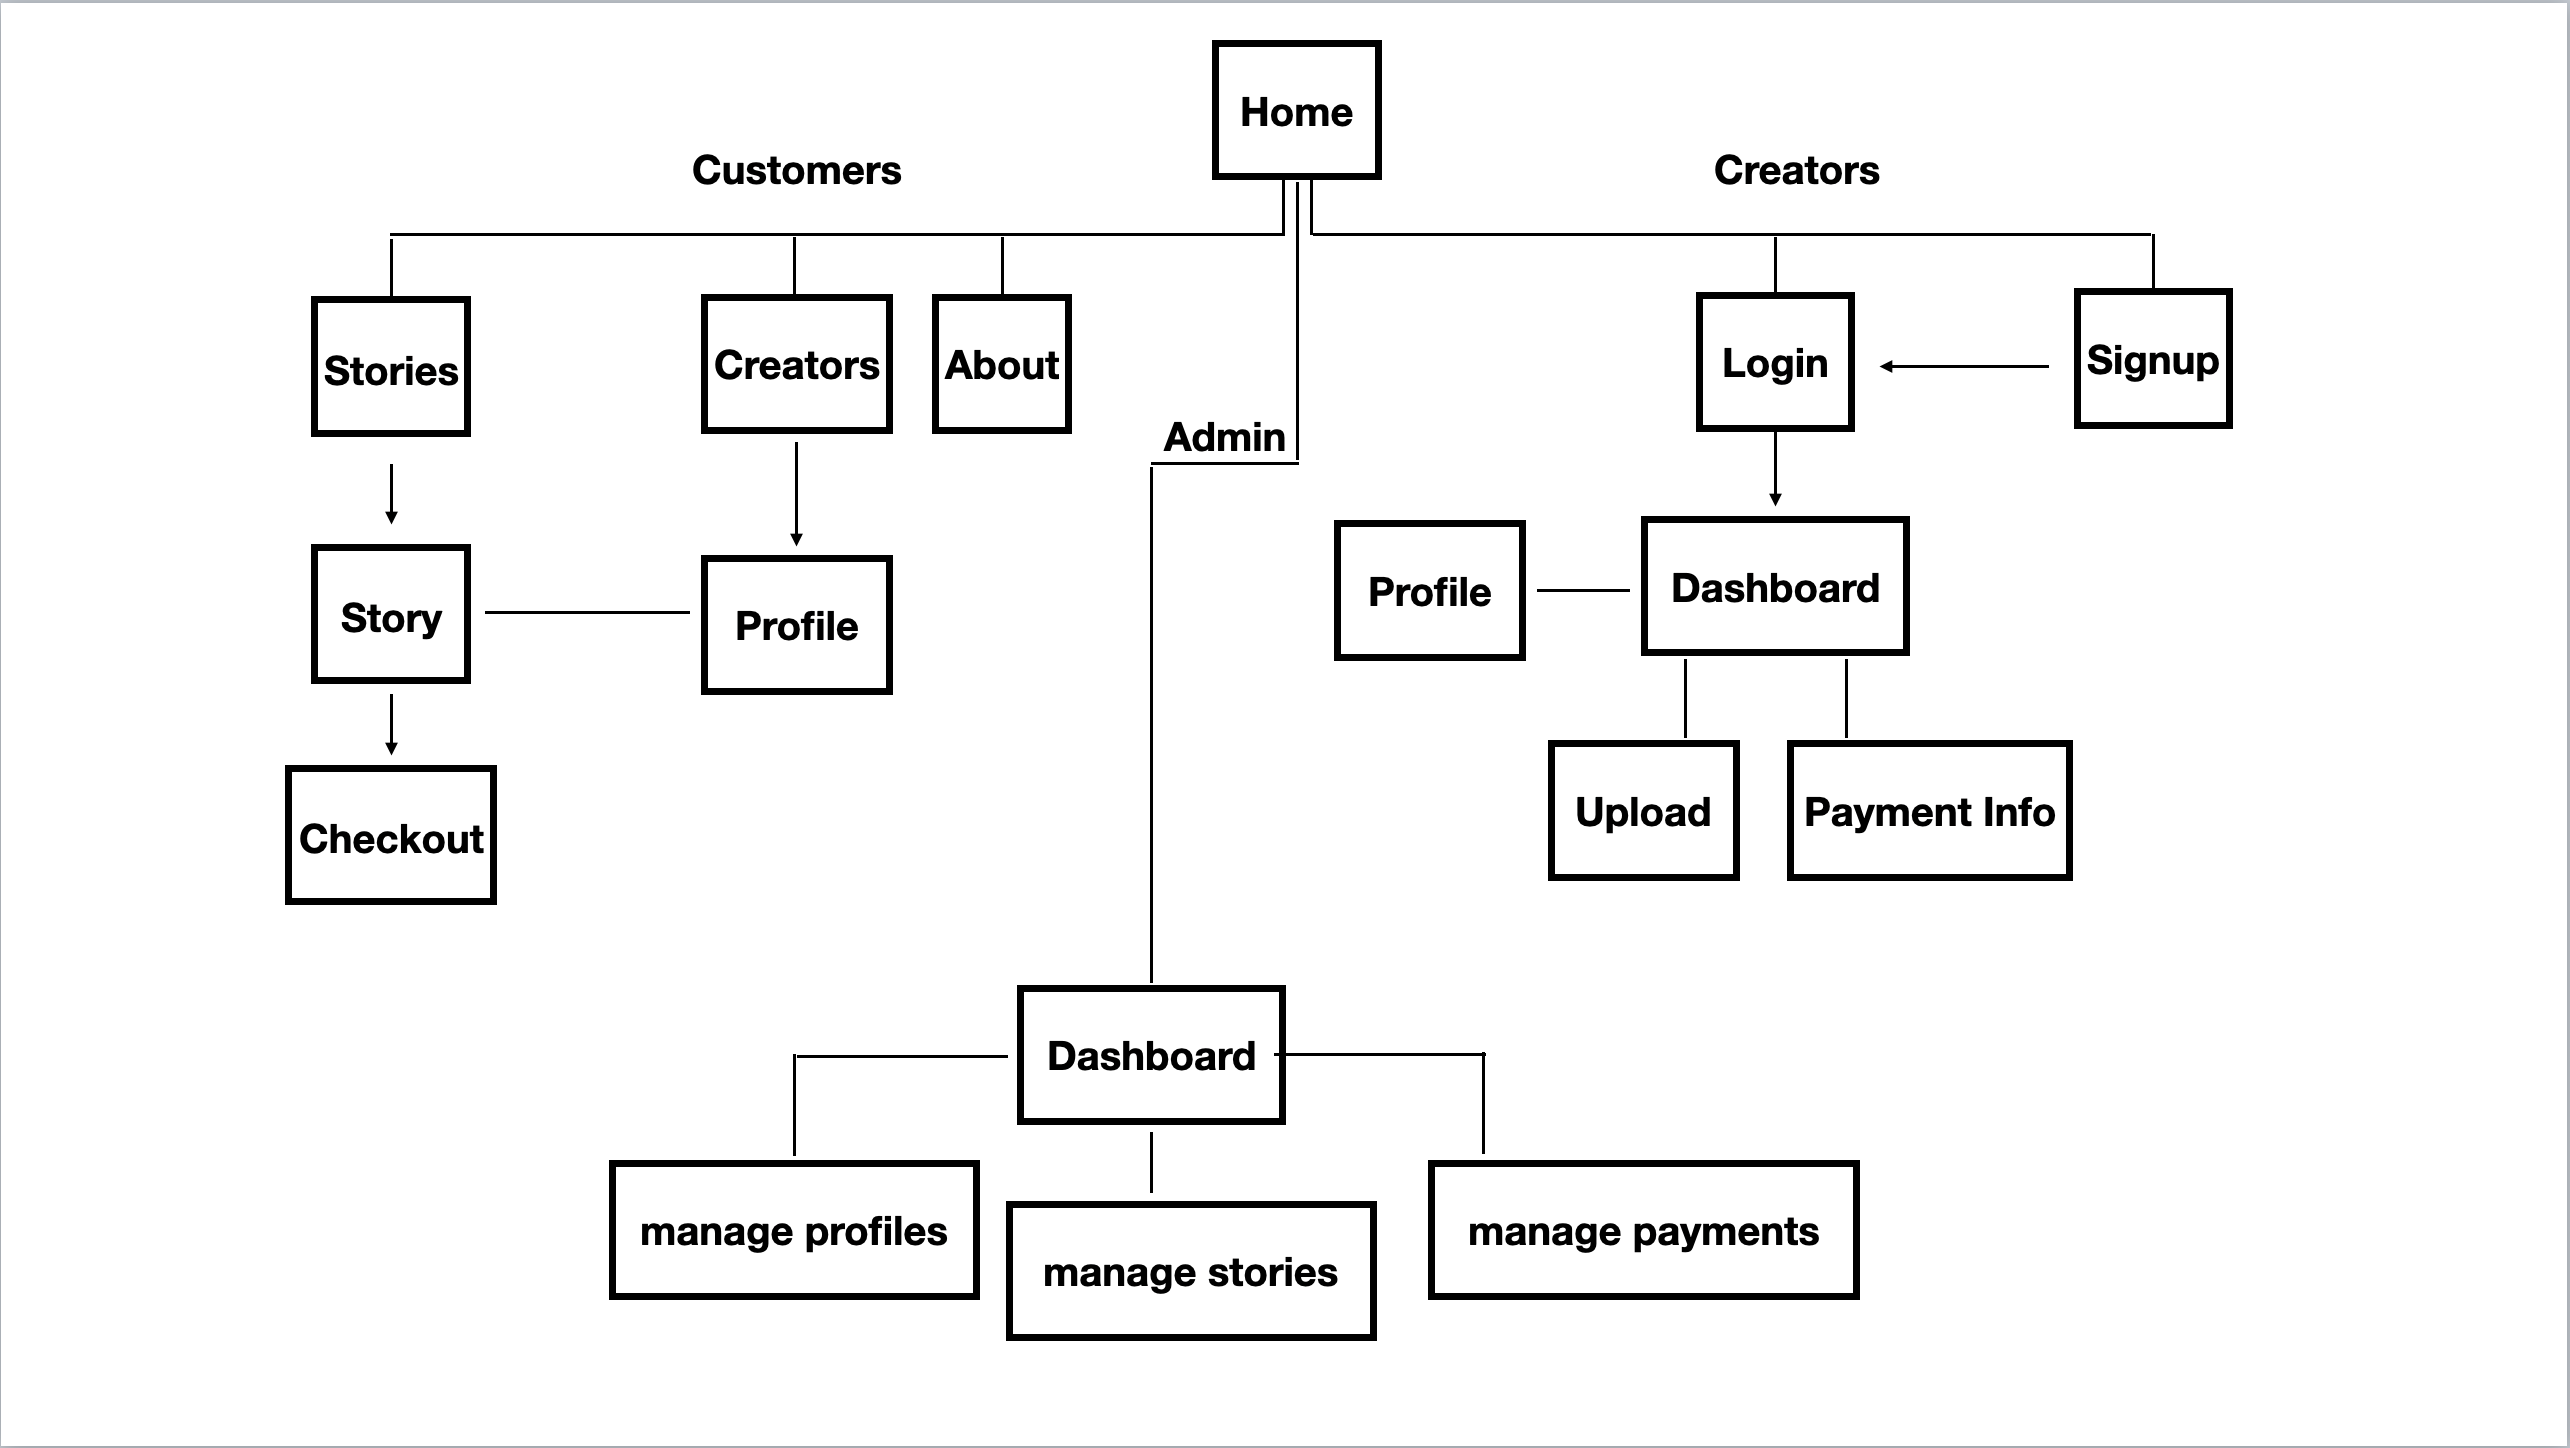 Home
Customers
Creators
Stories
Creators
About
Login
Signup
Admin
Story
Profile
Profile
Dashboard
Checkout
Upload
Payment Info
Dashboard
manage profiles
manage stories
manage payments